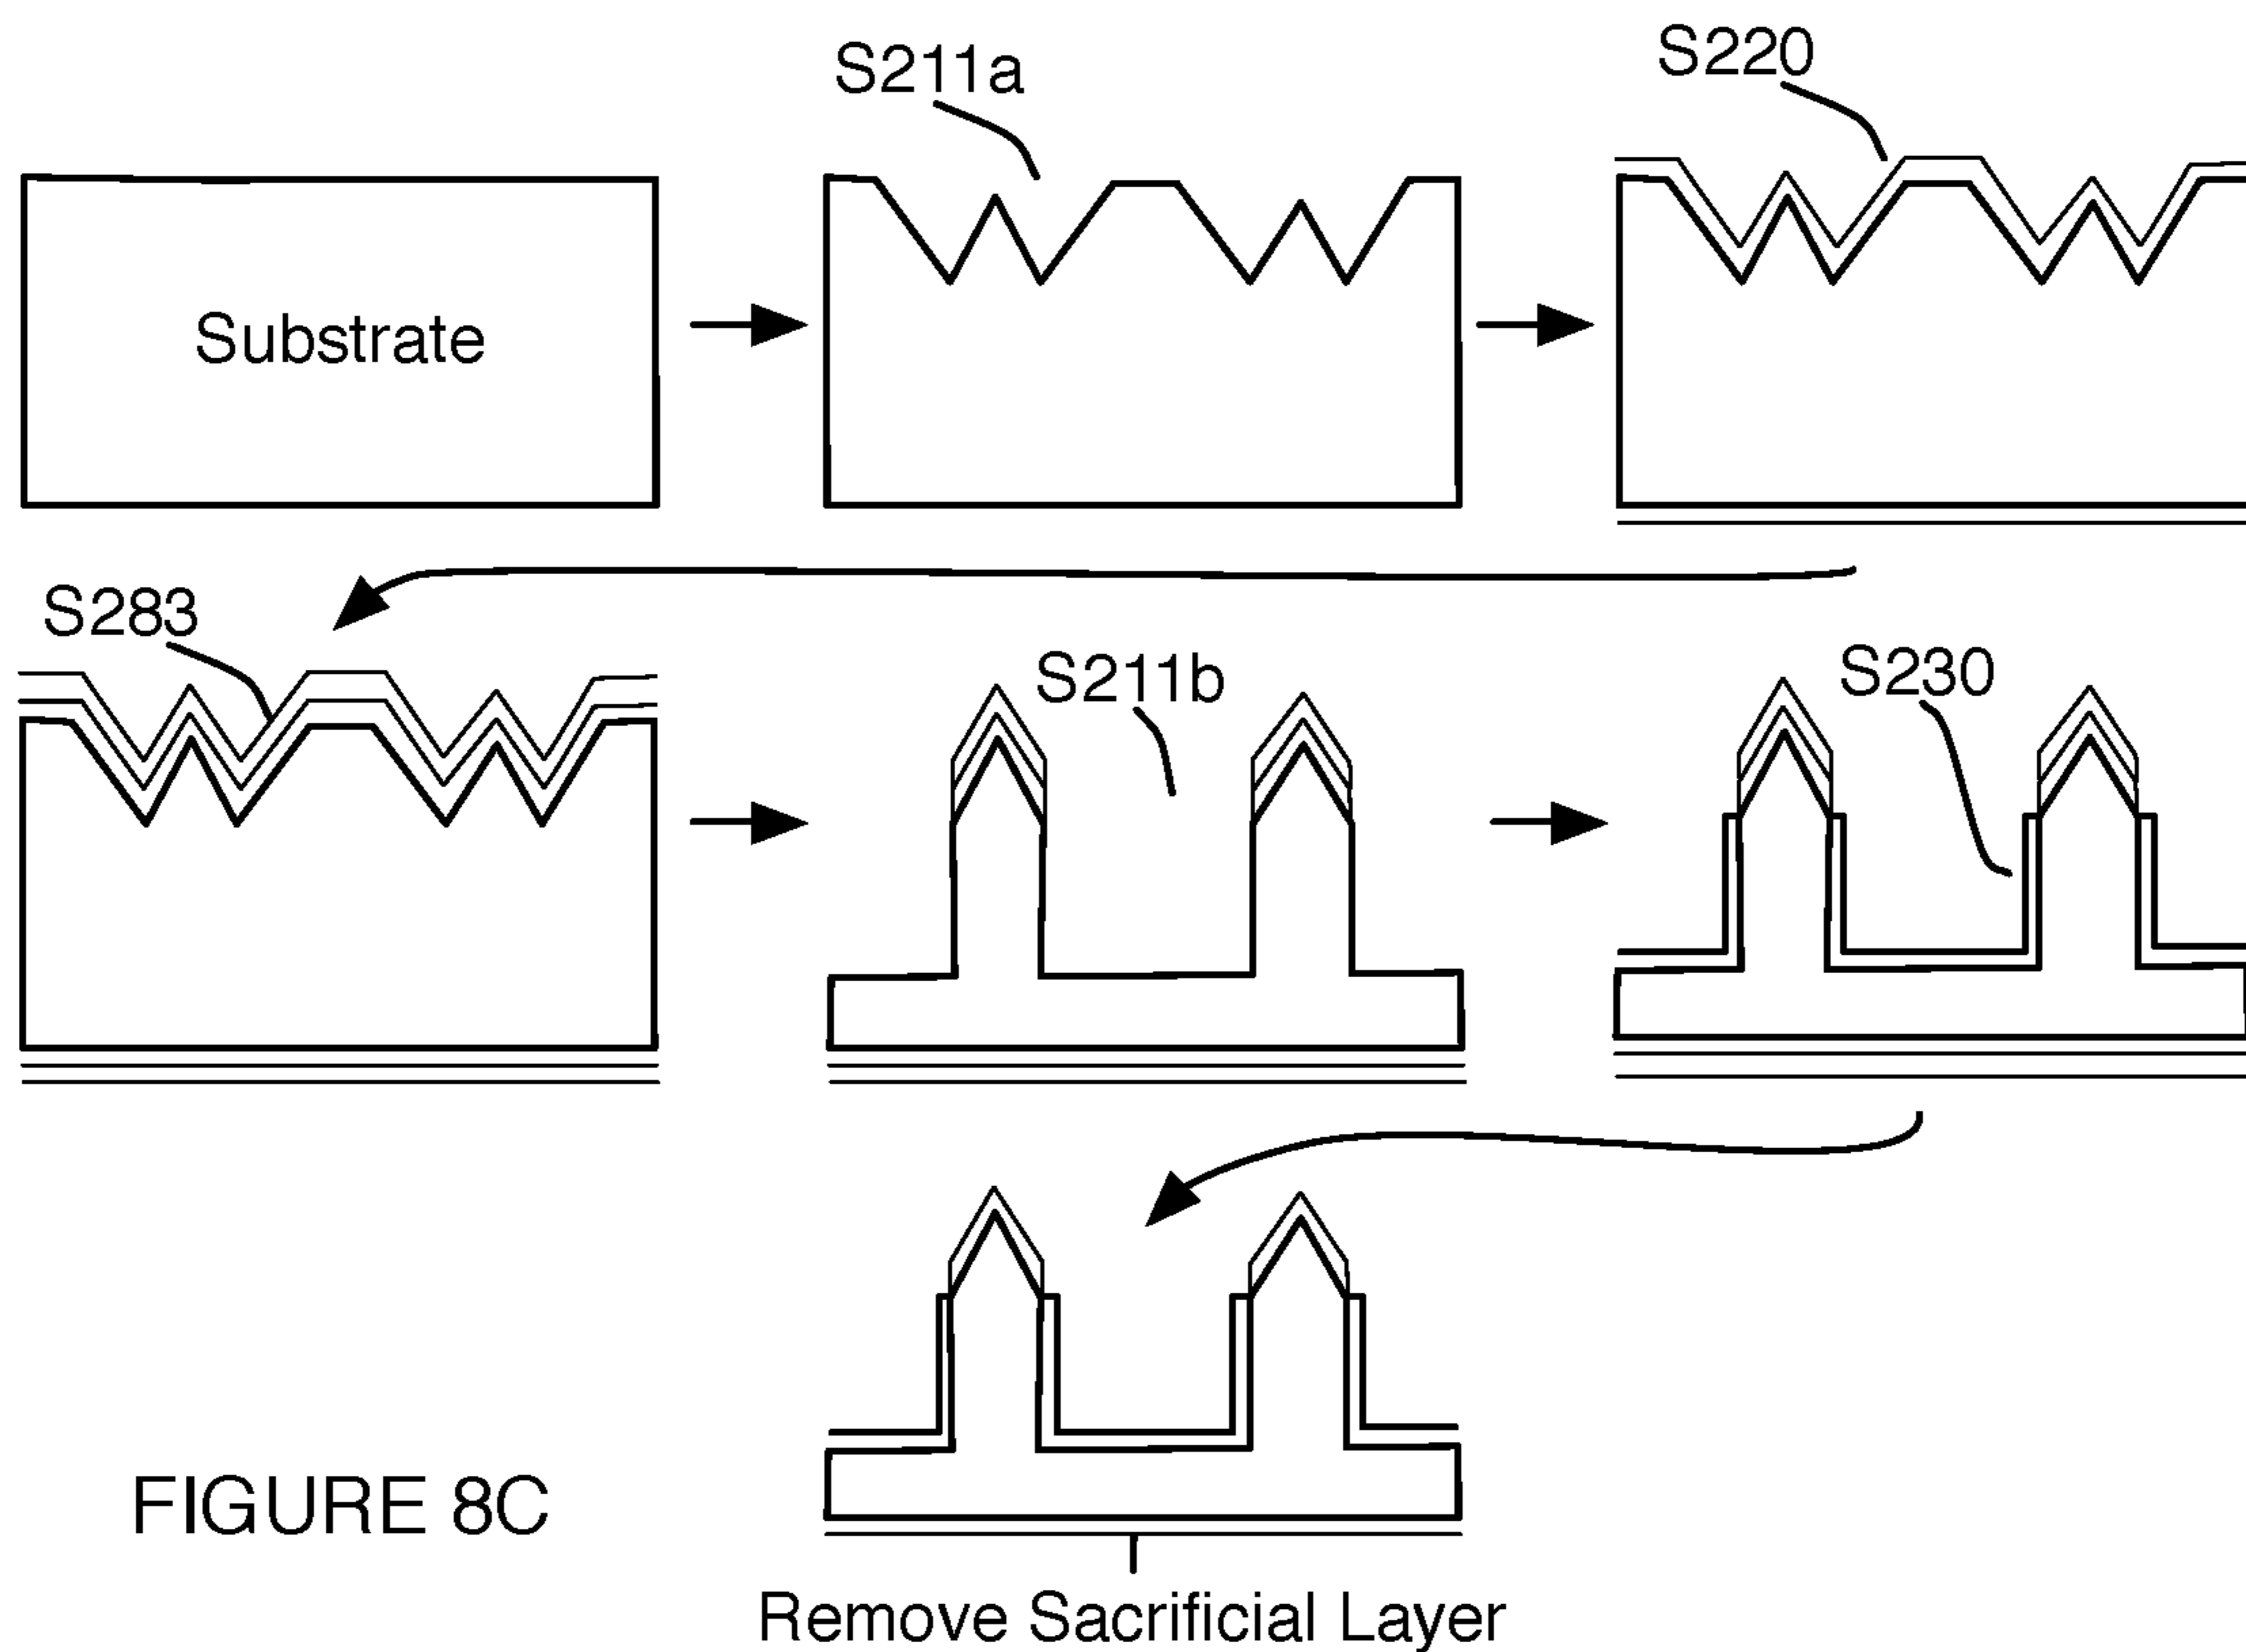 S211a
S220
Substrate
S283
S211b
S230
FIGURE 8C
Remove Sacrificial Layer